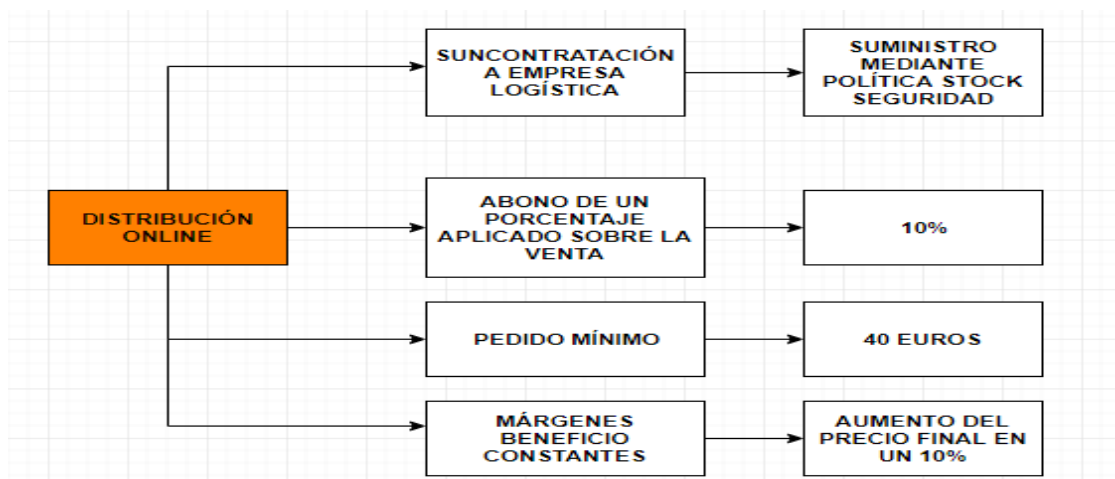 SUNCONTRATACIÓN
A EMPRESA
LOGÍSTICA
SUMINISTRO
MEDIANTE
POLÍTICA STOCK
SEGURIDAD
DISTRIBUCIÓN
ONLINE
ABONO DE UN
PORCENTAJE
APLICADO SOBRE LA
VENTA
10%
PEDIDO MÍNIMO
40 EUROS
MÁRGENES
BENEFICIO
CONSTANTES
AUMENTO DEL
PRECIO FINAL EN
UN 10%